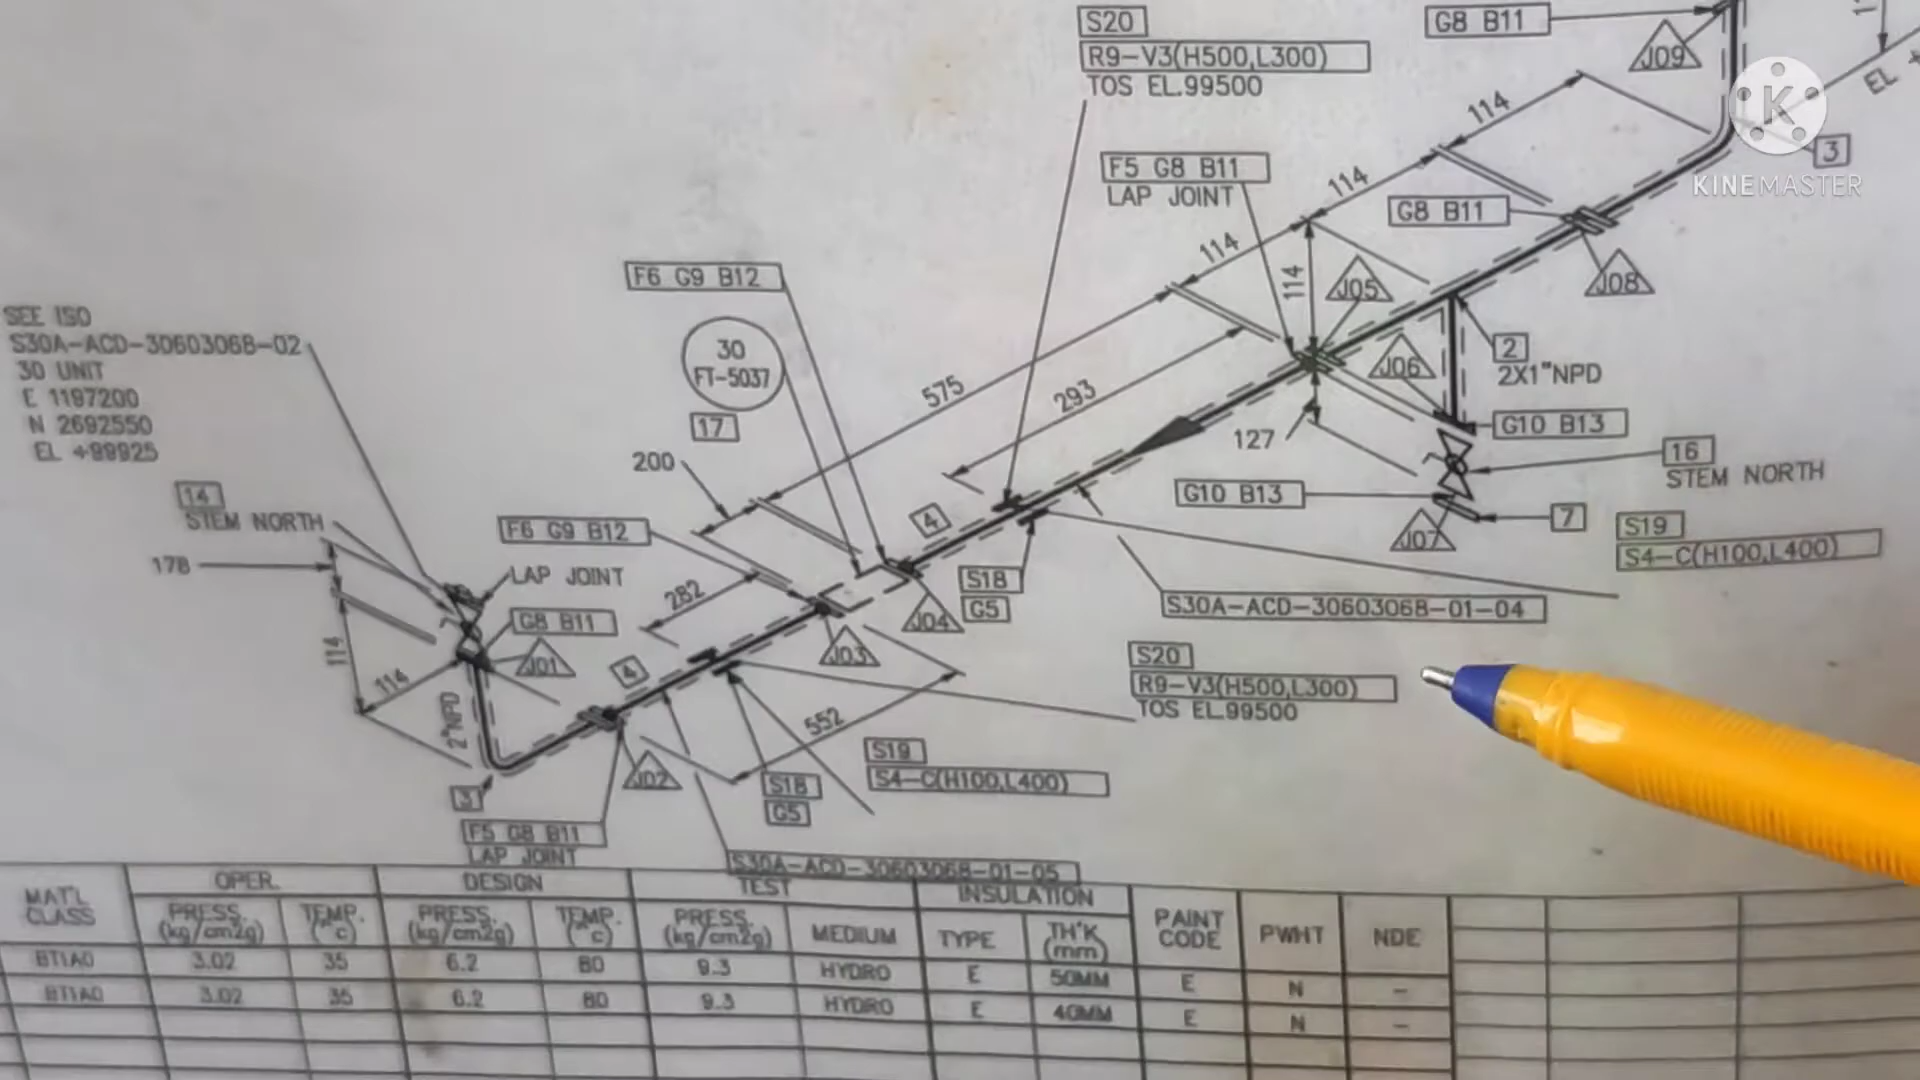 S20
R9-V3(H500,L300)
TOS EL.99500
G8 B11
J09
EL +
114
3
KINEMASTER
F5 G8 B11
LAP JOINT
114
G8 B11
114
114
J05
J08
F6 G9 B12
SEE ISO
S30A-ACD-30603068-02
30 UNIT
E 1197200
N 2692550
EL +99925
30
FT-5037
17
575
293
J06
2
2X1"NPD
127
G10 B13
16
STEM NORTH
200
G10 B13
7
J07
S19
S4-C(H100,L400)
14
STEM NORTH
F6 G9 B12
4
178
LAP JOINT
282
S18
G5
J04
S30A-ACD-30603068-01-04
G8 B11
J01
114
114
J03
4
S20
R9-V3(H500,L300)
TOS EL.99500
2"NPD
552
S19
S4-C(H100,L400)
J02
S18
G5
3
F5 G8 B11
LAP JOINT
S30A-ACD-30603068-01-05
MAT'L CLASS OPER. DESIGN TEST INSULATION PAINT CODE PWHT NDE
PRESS. (kg/cm2g) TEMP. (°c) PRESS. (kg/cm2g) TEMP. (°c) PRESS. (kg/cm2g) MEDIUM TYPE TH'K (mm)
BT1A0 3.02 35 6.2 80 9.3 HYDRO E 50MM E N -
BT1A0 3.02 35 6.2 80 9.3 HYDRO E 40MM E N -